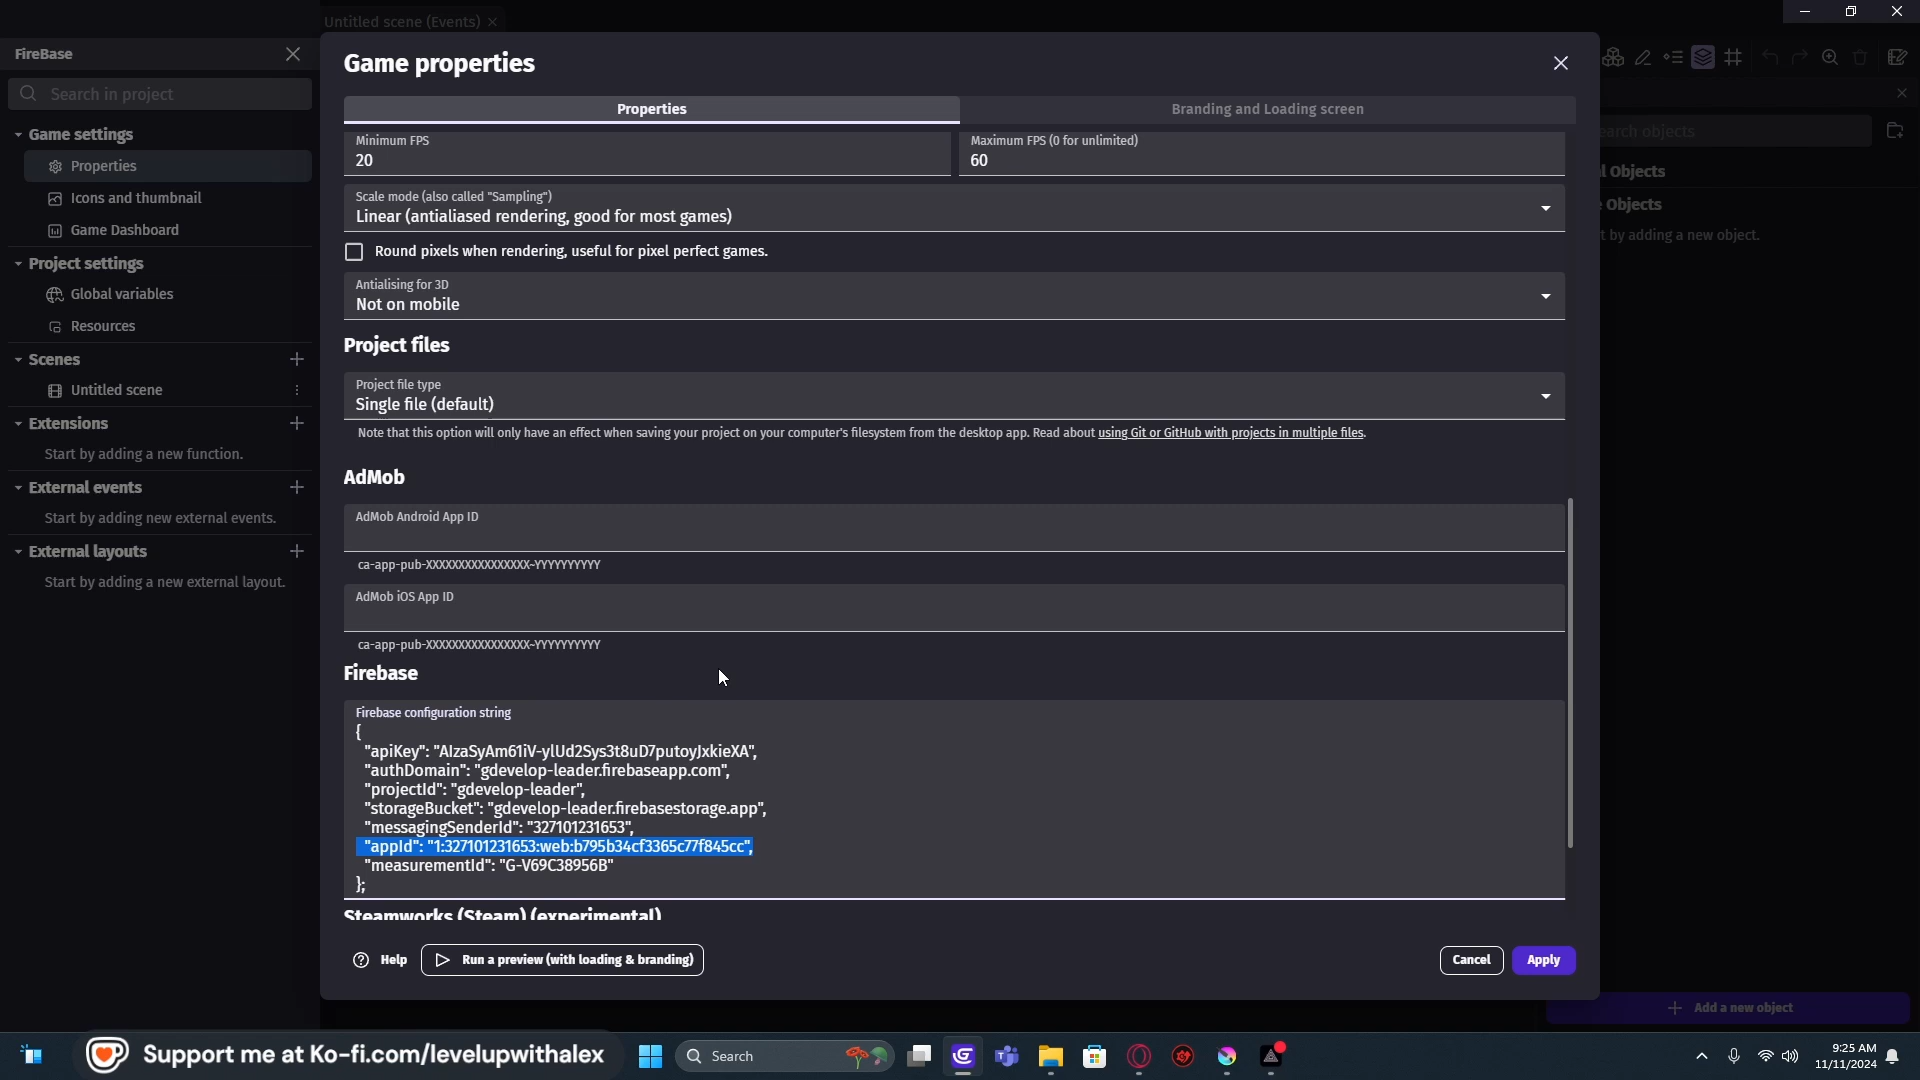 Untitled scene (Events)
FireBase
Search in project
Game settings
Properties
Icons and thumbnail
Game Dashboard
Project settings
Global variables
Resources
Scenes
Untitled scene
Extensions
Start by adding a new function.
External events
Start by adding new external events.
External layouts
Start by adding a new external layout.
Game properties
Properties
Branding and Loading screen
Minimum FPS
20
Maximum FPS (0 for unlimited)
60
Scale mode (also called "Sampling")
Linear (antialiased rendering, good for most games)
Round pixels when rendering, useful for pixel perfect games.
Antialising for 3D
Not on mobile
Project files
Project file type
Single file (default)
Note that this option will only have an effect when saving your project on your computer's filesystem from the desktop app. Read about using Git or GitHub with projects in multiple files.
AdMob
AdMob Android App ID
ca-app-pub-XXXXXXXXXXXXXXXX~YYYYYYYYYY
AdMob iOS App ID
ca-app-pub-XXXXXXXXXXXXXXXX~YYYYYYYYYY
Firebase
Firebase configuration string
{
"apiKey": "AIzaSyAm61iV-ylUd2Sys3t8uD7putoyJxkieXA",
"authDomain": "gdevelop-leader.firebaseapp.com",
"projectId": "gdevelop-leader",
"storageBucket": "gdevelop-leader.firebasestorage.app",
"messagingSenderId": "327101231653",
"appId": "1:327101231653:web:b795b34cf3365c77f845cc",
"measurementId": "G-V69C38956B"
};
Steamworks (Steam) (experimental)
Help
Run a preview (with loading & branding)
Cancel
Apply
earch objects
l Objects
Objects
t by adding a new object.
Add a new object
Support me at Ko-fi.com/levelupwithalex
Search
9:25 AM
11/11/2024